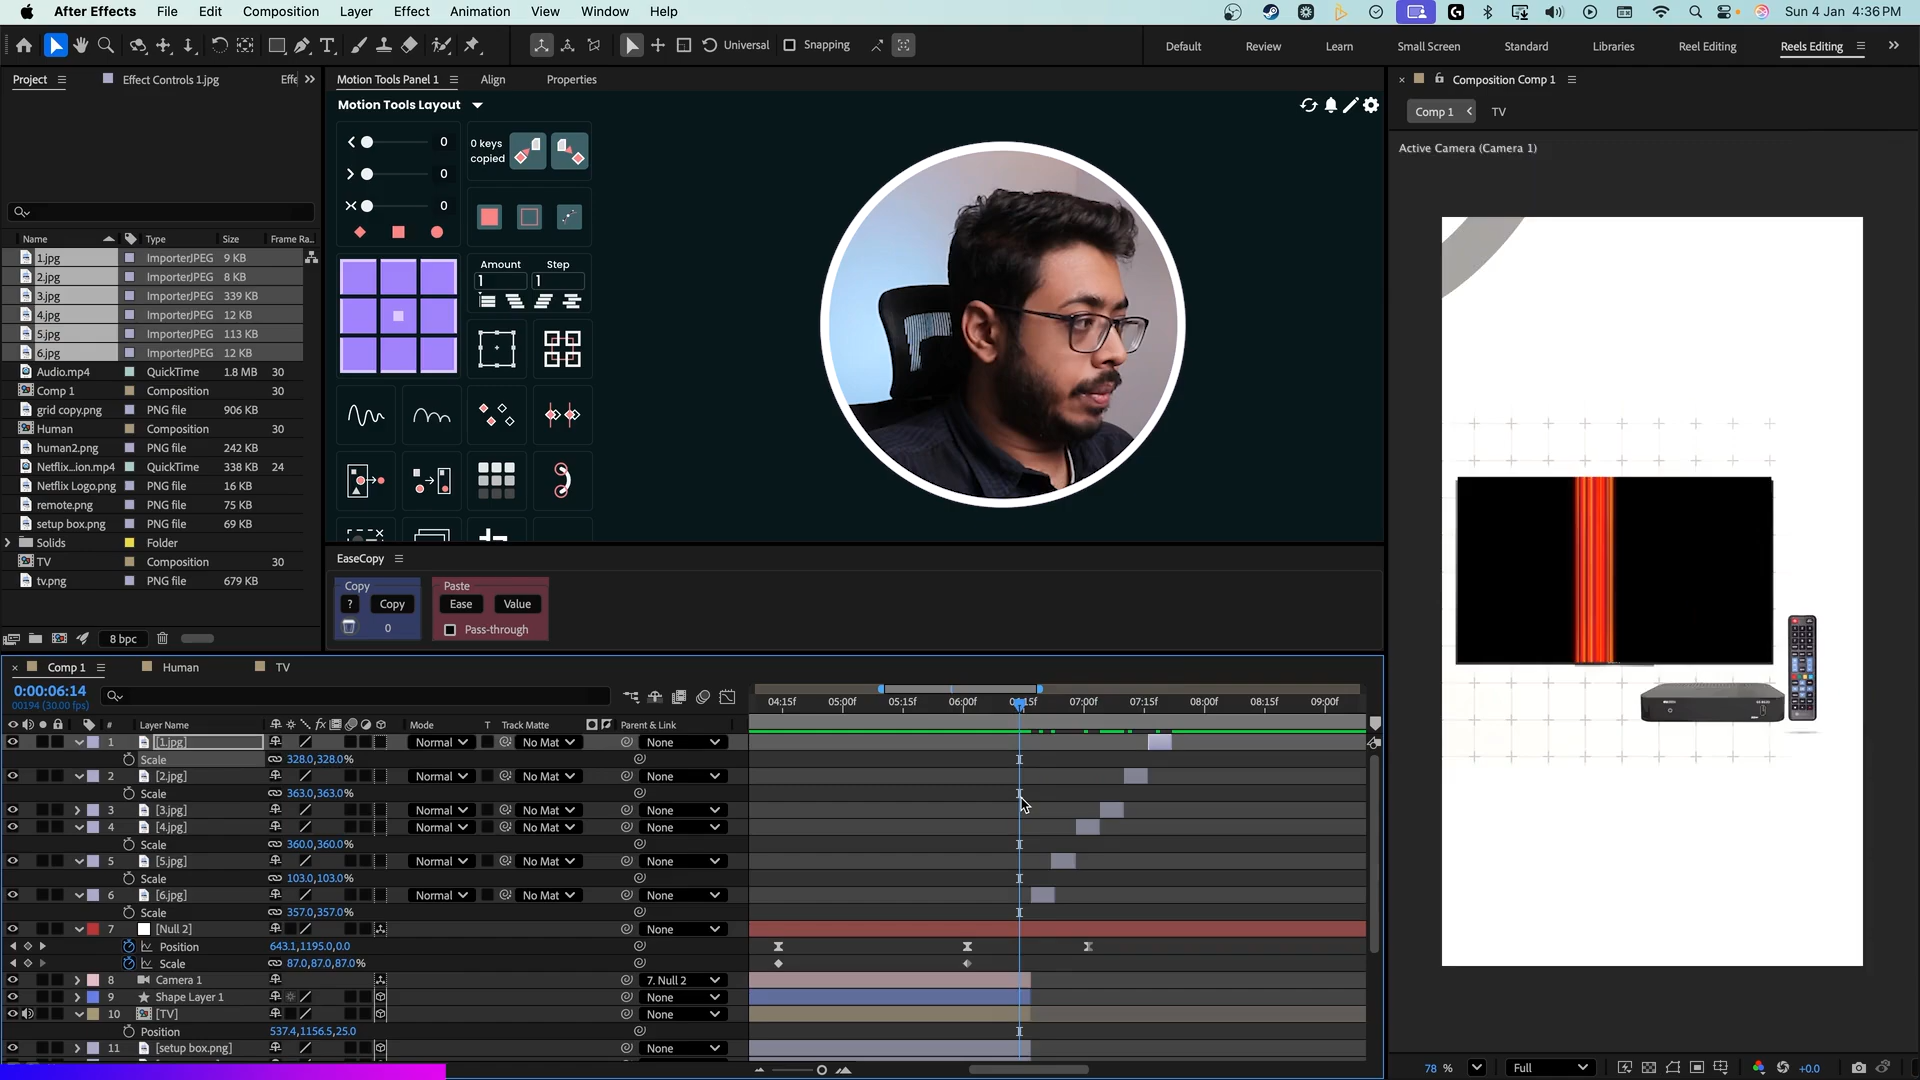 After Effects File Edit Composition Layer Effect Animation View Window Help
Sun 4 Jan 4:36 PM
Universal Snapping
Default Review Learn Small Screen Standard Libraries Reel Editing Reels Editing
Project Effect Controls 1.jpg Effe
Name Type Size Frame Ra..
1.jpg ImporterJPEG 9 KB
2.jpg ImporterJPEG 8 KB
3.jpg ImporterJPEG 339 KB
4.jpg ImporterJPEG 12 KB
5.jpg ImporterJPEG 113 KB
6.jpg ImporterJPEG 12 KB
Audio.mp4 QuickTime 1.8 MB 30
Comp 1 Composition 30
grid copy.png PNG file 906 KB
Human Composition 30
human2.png PNG file 242 KB
Netflix...ion.mp4 QuickTime 338 KB 24
Netflix Logo.png PNG file 16 KB
remote.png PNG file 75 KB
setup box.png PNG file 69 KB
Solids Folder
TV Composition 30
tv.png PNG file 679 KB
8 bpc
Motion Tools Panel 1 Align Properties
Motion Tools Layout
0
0
0
0 keys
copied
Amount Step
1 1
EaseCopy
Copy Paste
? Copy Ease Value
0 Pass-through
Composition Comp 1
Comp 1 TV
Active Camera (Camera 1)
78 % Full +0.0
Comp 1 Human TV
0:00:06:14
00194 (30.00 fps)
04:15f 05:00f 05:15f 06:00f 07:00f 07:15f 08:00f 08:15f 09:00f
# Layer Name Mode T Track Matte Parent & Link
1 [1.jpg] Normal No Mat None
Scale 328.0,328.0%
2 [2.jpg] Normal No Mat None
Scale 363.0,363.0%
3 [3.jpg] Normal No Mat None
4 [4.jpg] Normal No Mat None
Scale 360.0,360.0%
5 [5.jpg] Normal No Mat None
Scale 103.0,103.0%
6 [6.jpg] Normal No Mat None
Scale 357.0,357.0%
7 [Null 2] None
Position 643.1,1195.0,0.0
Scale 87.0,87.0,87.0%
8 Camera 1 7. Null 2
9 Shape Layer 1 None
10 [TV] None
Position 537.4,1156.5,25.0
11 [setup box.png] None